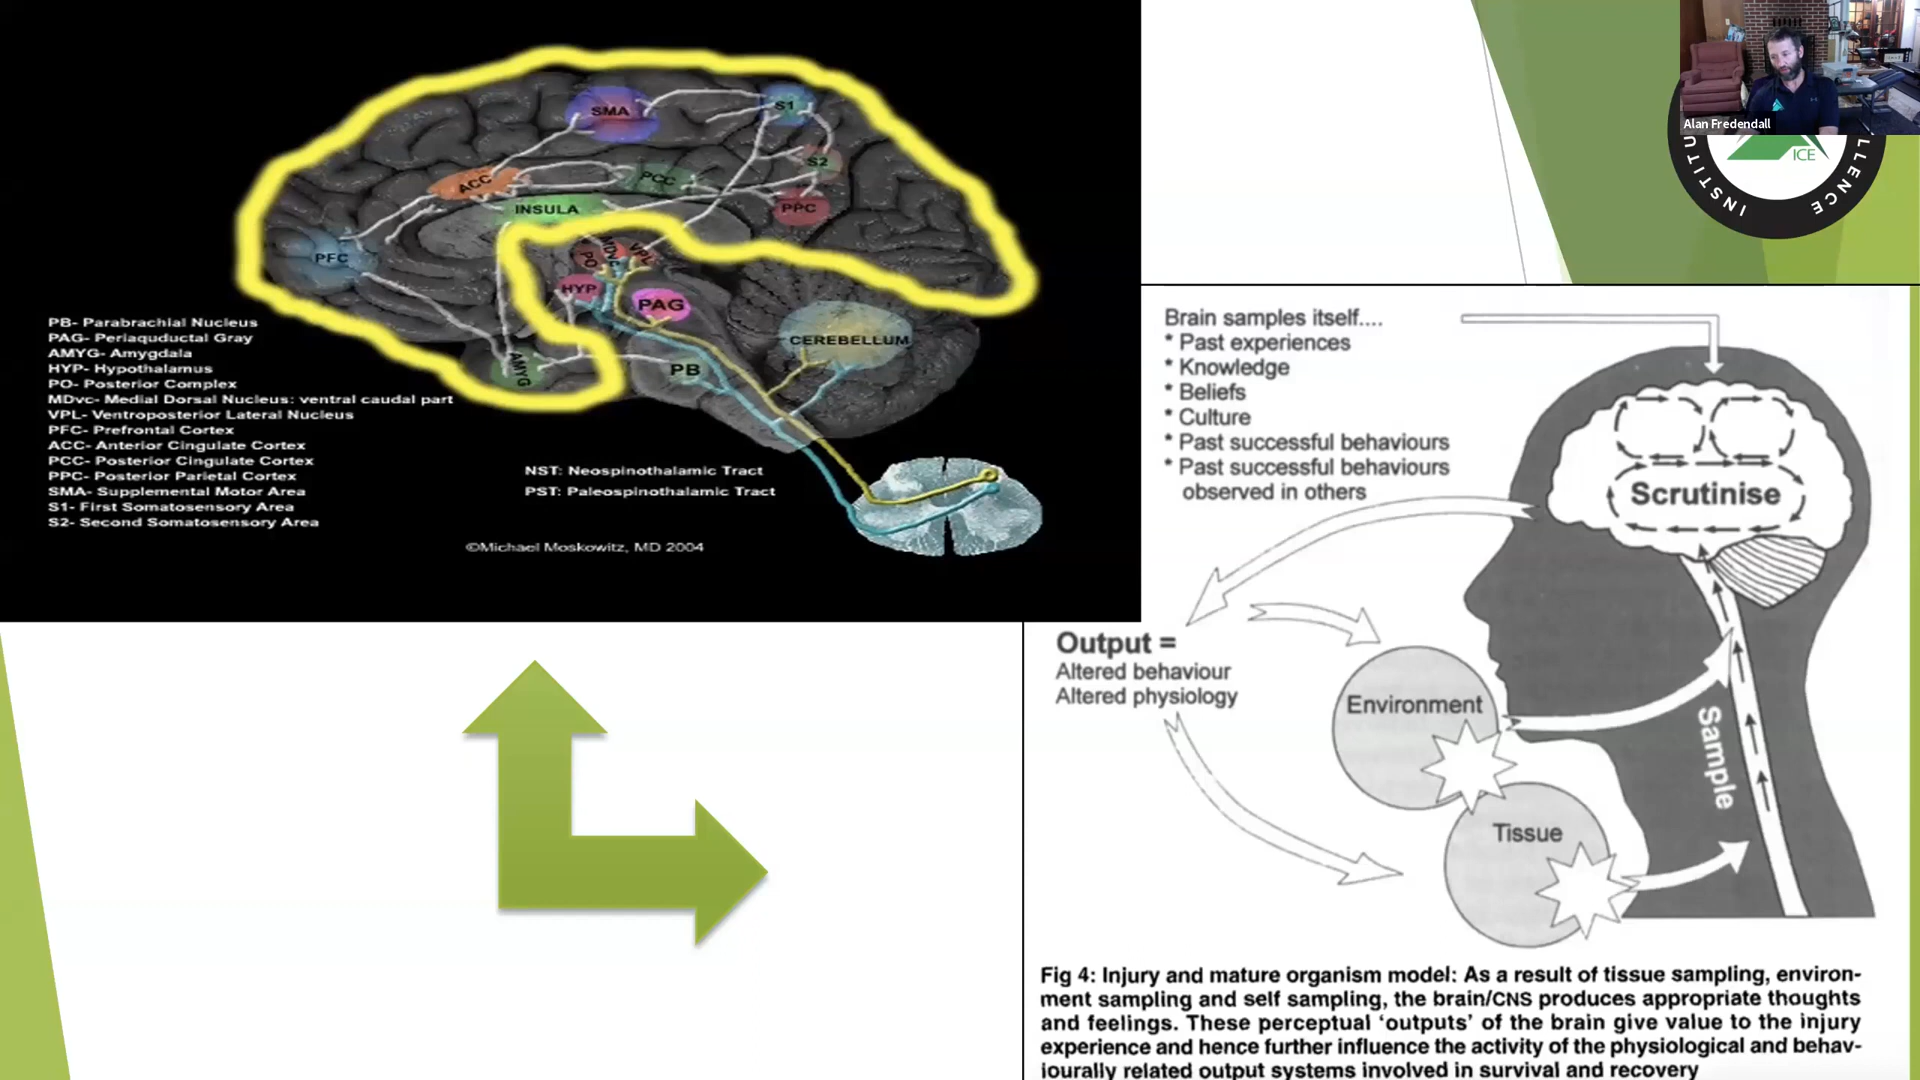 SMA
S1
S2
ACC
PCC
PPC
INSULA
PFC
PO
MDvc
VPL
HYP
PAG
CEREBELLUM
AMYG
PB
PB- Parabrachial Nucleus
PAG- Periaquductal Gray
AMYG- Amygdala
HYP- Hypothalamus
PO- Posterior Complex
MDvc- Medial Dorsal Nucleus: ventral caudal part
VPL- Ventroposterior Lateral Nucleus
PFC- Prefrontal Cortex
ACC- Anterior Cingulate Cortex
PCC- Posterior Cingulate Cortex
PPC- Posterior Parietal Cortex
SMA- Supplemental Motor Area
S1- First Somatosensory Area
S2- Second Somatosensory Area
NST: Neospinothalamic Tract
PST: Paleospinothalamic Tract
©Michael Moskowitz, MD 2004
Alan Fredendall
ICE
INSTITU
LLENCE
Brain samples itself....
* Past experiences
* Knowledge
* Beliefs
* Culture
* Past successful behaviours
* Past successful behaviours
observed in others
Scrutinise
Output =
Altered behaviour
Altered physiology
Environment
Sample
Tissue
Fig 4: Injury and mature organism model: As a result of tissue sampling, environ-
ment sampling and self sampling, the brain/CNS produces appropriate thoughts
and feelings. These perceptual ‘outputs’ of the brain give value to the injury
experience and hence further influence the activity of the physiological and behav-
iourally related output systems involved in survival and recovery